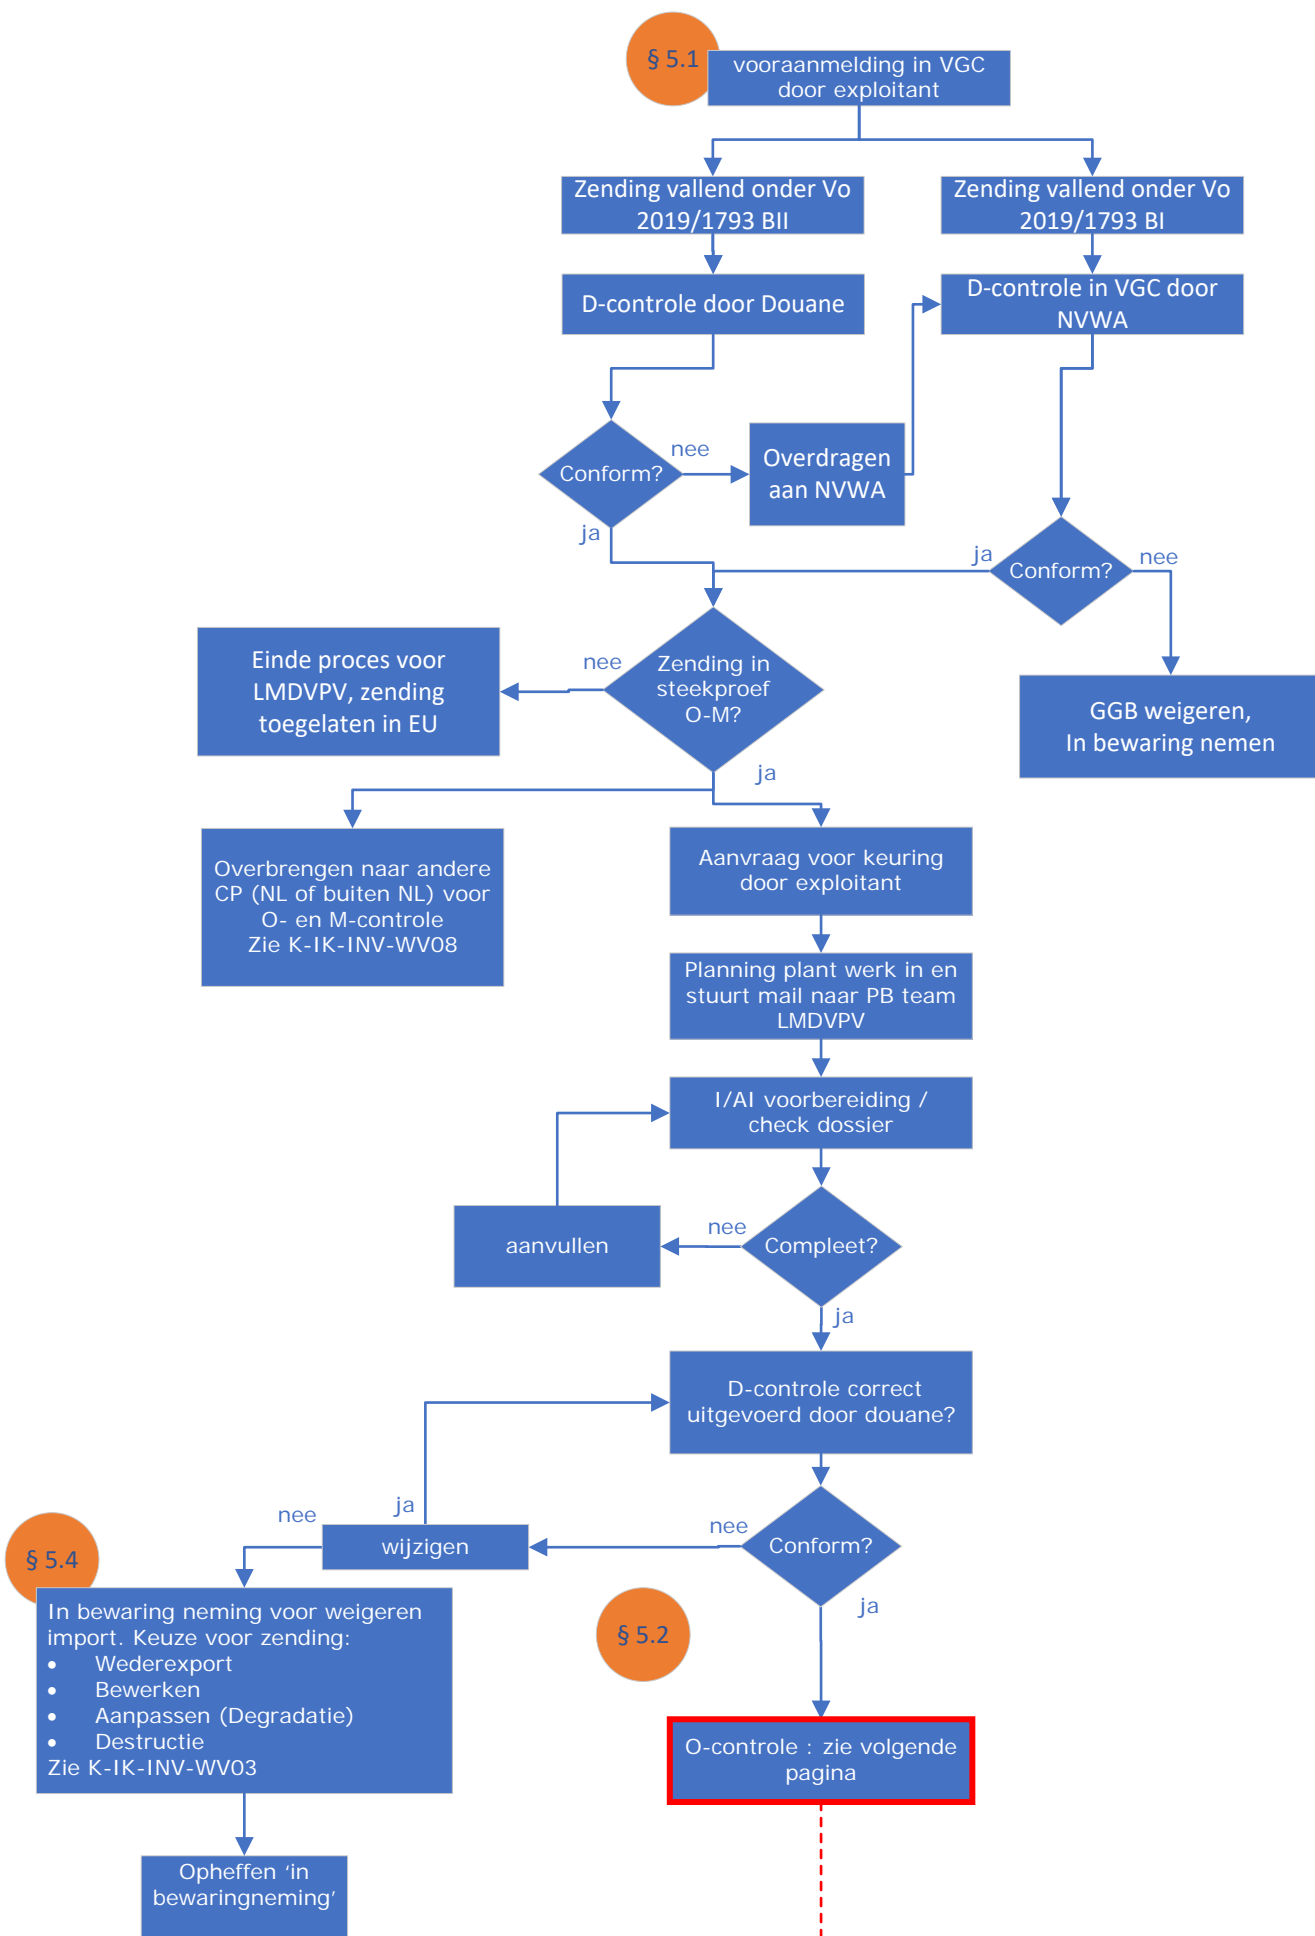 § 5.1
vooraanmelding in VGC
door exploitant
Zending vallend onder Vo
2019/1793 BII
Zending vallend onder Vo
2019/1793 BI
D-controle door Douane
D-controle in VGC door
NVWA
Conform?
nee
Overdragen
aan NVWA
ja
ja
Conform?
nee
Einde proces voor
LMDVPV, zending
toegelaten in EU
nee
Zending in
steekproef
O-M?
GGB weigeren,
In bewaring nemen
ja
Overbrengen naar andere
CP (NL of buiten NL) voor
O- en M-controle
Zie K-IK-INV-WV08
Aanvraag voor keuring
door exploitant
Planning plant werk in en
stuurt mail naar PB team
LMDVPV
I/AI voorbereiding /
check dossier
aanvullen
nee
Compleet?
ja
D-controle correct
uitgevoerd door douane?
nee
ja
wijzigen
nee
Conform?
ja
§ 5.4
In bewaring neming voor weigeren
import. Keuze voor zending:
• Wederexport
• Bewerken
• Aanpassen (Degradatie)
• Destructie
Zie K-IK-INV-WV03
§ 5.2
O-controle : zie volgende
pagina
Opheffen ‘in
bewaringneming’